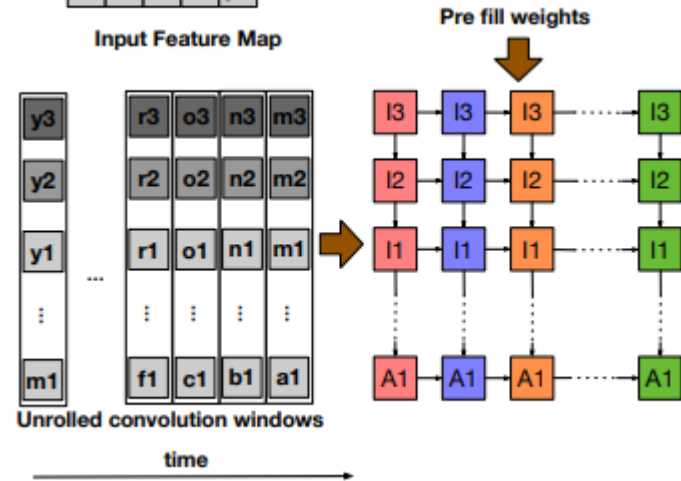 Input Feature Map
Pre fill weights
y3 r3 o3 n3 m3 I3 I3 I3 I3
y2 r2 o2 n2 m2 I2 I2 I2 I2
y1 r1 o1 n1 m1 I1 I1 I1 I1
...
m1 f1 c1 b1 a1 A1 A1 A1 A1
Unrolled convolution windows
time